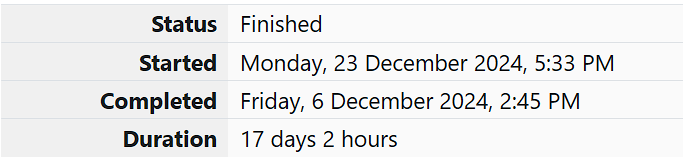 Status Finished
Started Monday, 23 December 2024, 5:33 PM
Completed Friday, 6 December 2024, 2:45 PM
Duration 17 days 2 hours